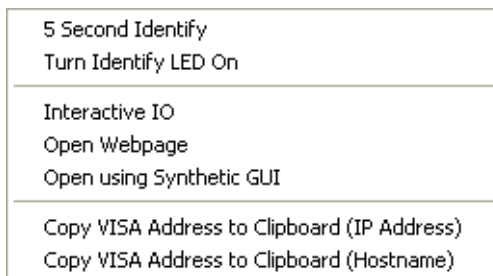 5 Second Identify
Turn Identify LED On
Interactive IO
Open Webpage
Open using Synthetic GUI
Copy VISA Address to Clipboard (IP Address)
Copy VISA Address to Clipboard (Hostname)